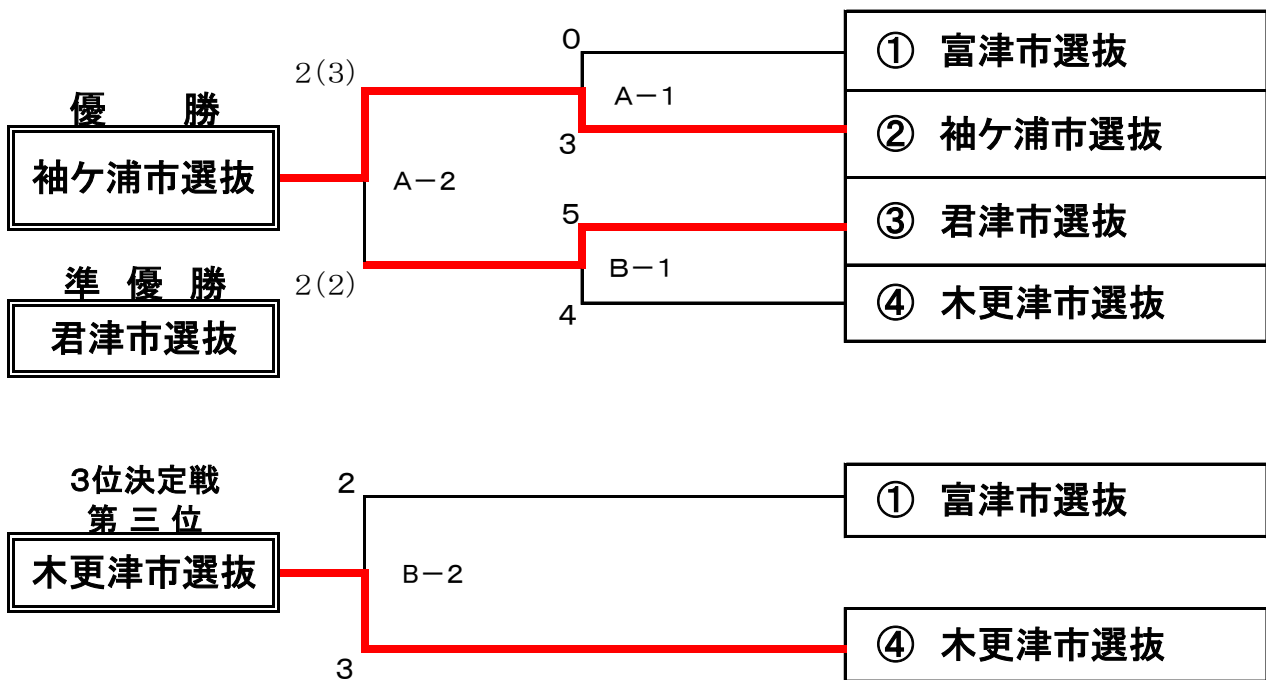 ０
① 富津市選抜
2(3)
優 勝
Ａ－１
袖ケ浦市選抜
３
② 袖ケ浦市選抜
Ａ－２
５
③ 君津市選抜
準 優 勝
2(2)
Ｂ－１
君津市選抜
４
④ 木更津市選抜
３位決定戦
第 三 位
２
① 富津市選抜
木更津市選抜
Ｂ－２
３
④ 木更津市選抜